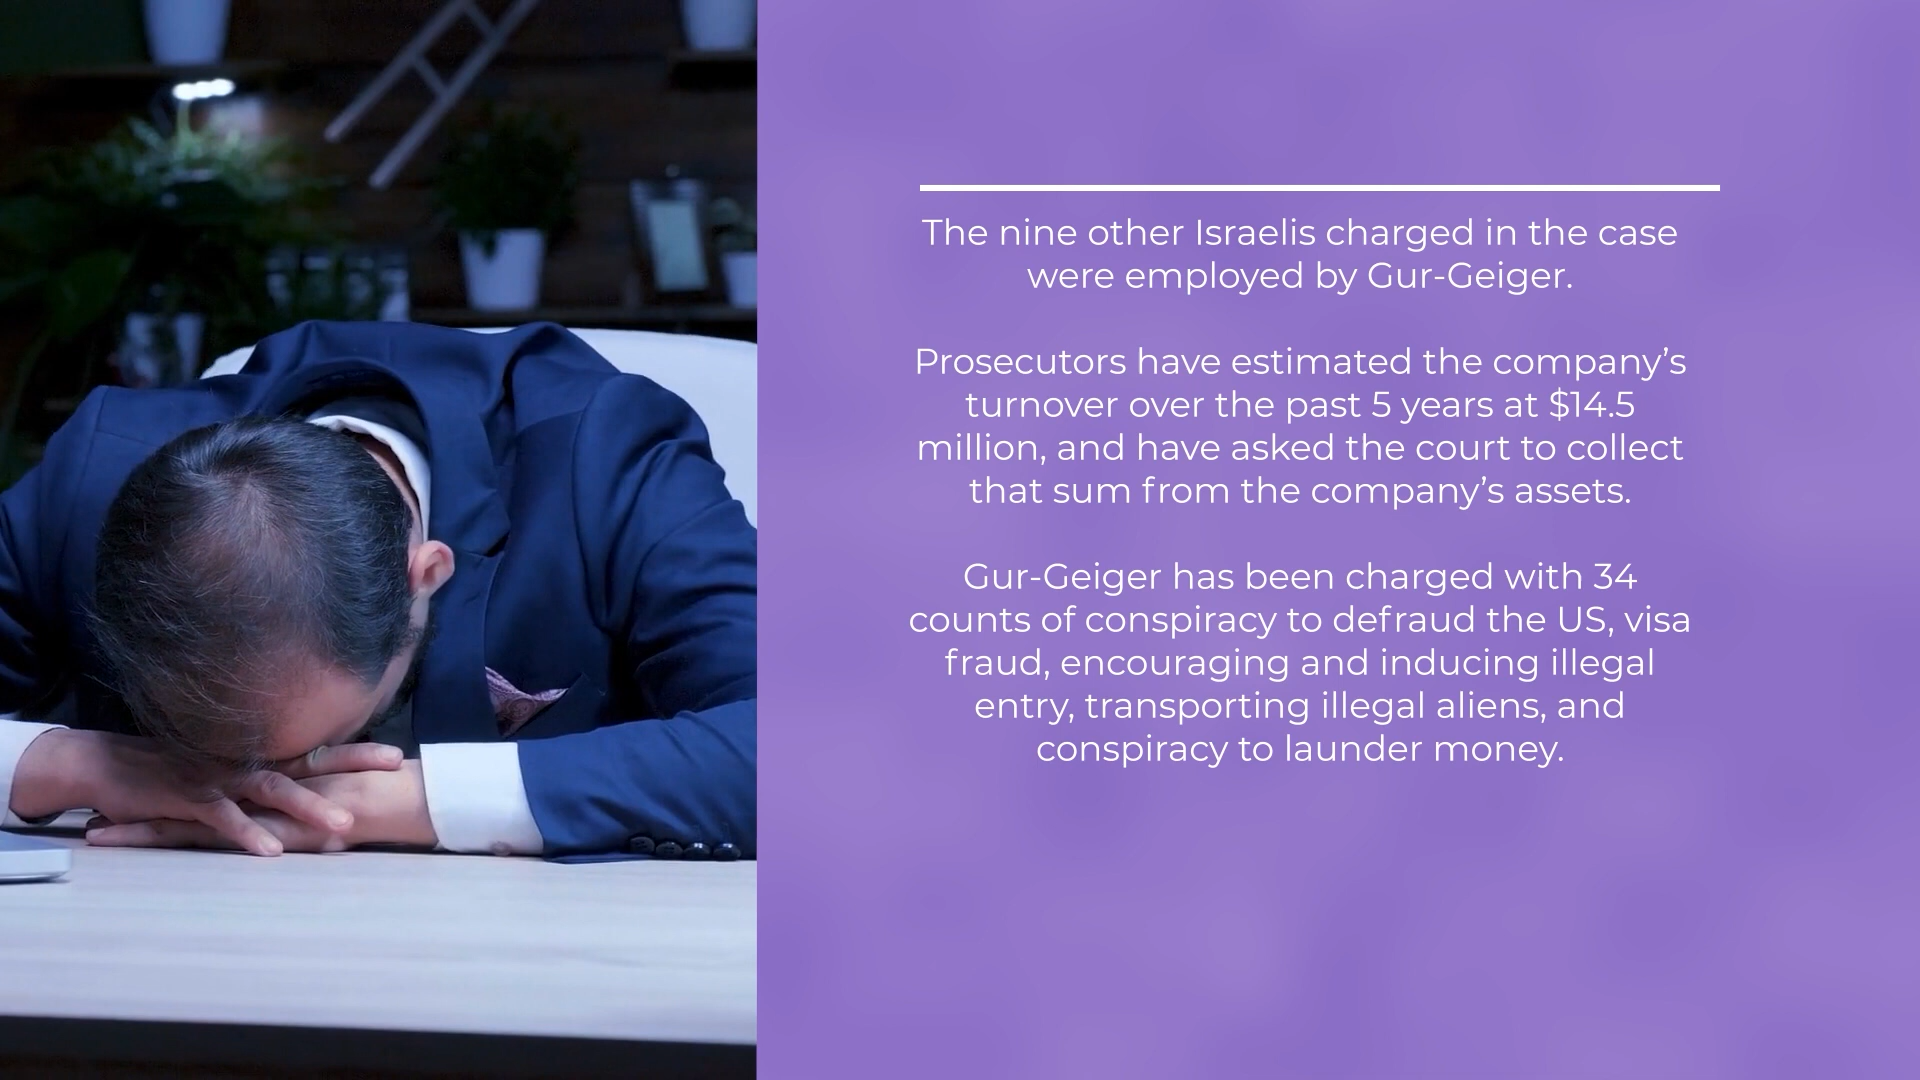 The nine other Israelis charged in the case
were employed by Gur-Geiger.
Prosecutors have estimated the company’s
turnover over the past 5 years at $14.5
million, and have asked the court to collect
that sum from the company’s assets.
Gur-Geiger has been charged with 34
counts of conspiracy to defraud the US, visa
fraud, encouraging and inducing illegal
entry, transporting illegal aliens, and
conspiracy to launder money.